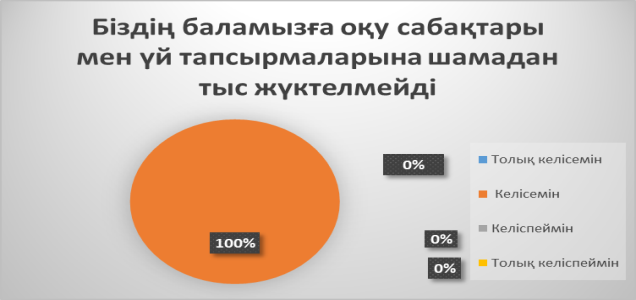 Біздің баламызға оқу сабақтары
мен үй тапсырмаларына шамадан
тыс жүктелмейді
0%
100%
0%
0%
Толық келісемін
Келісемін
Келіспеймін
Толық келіспеймін